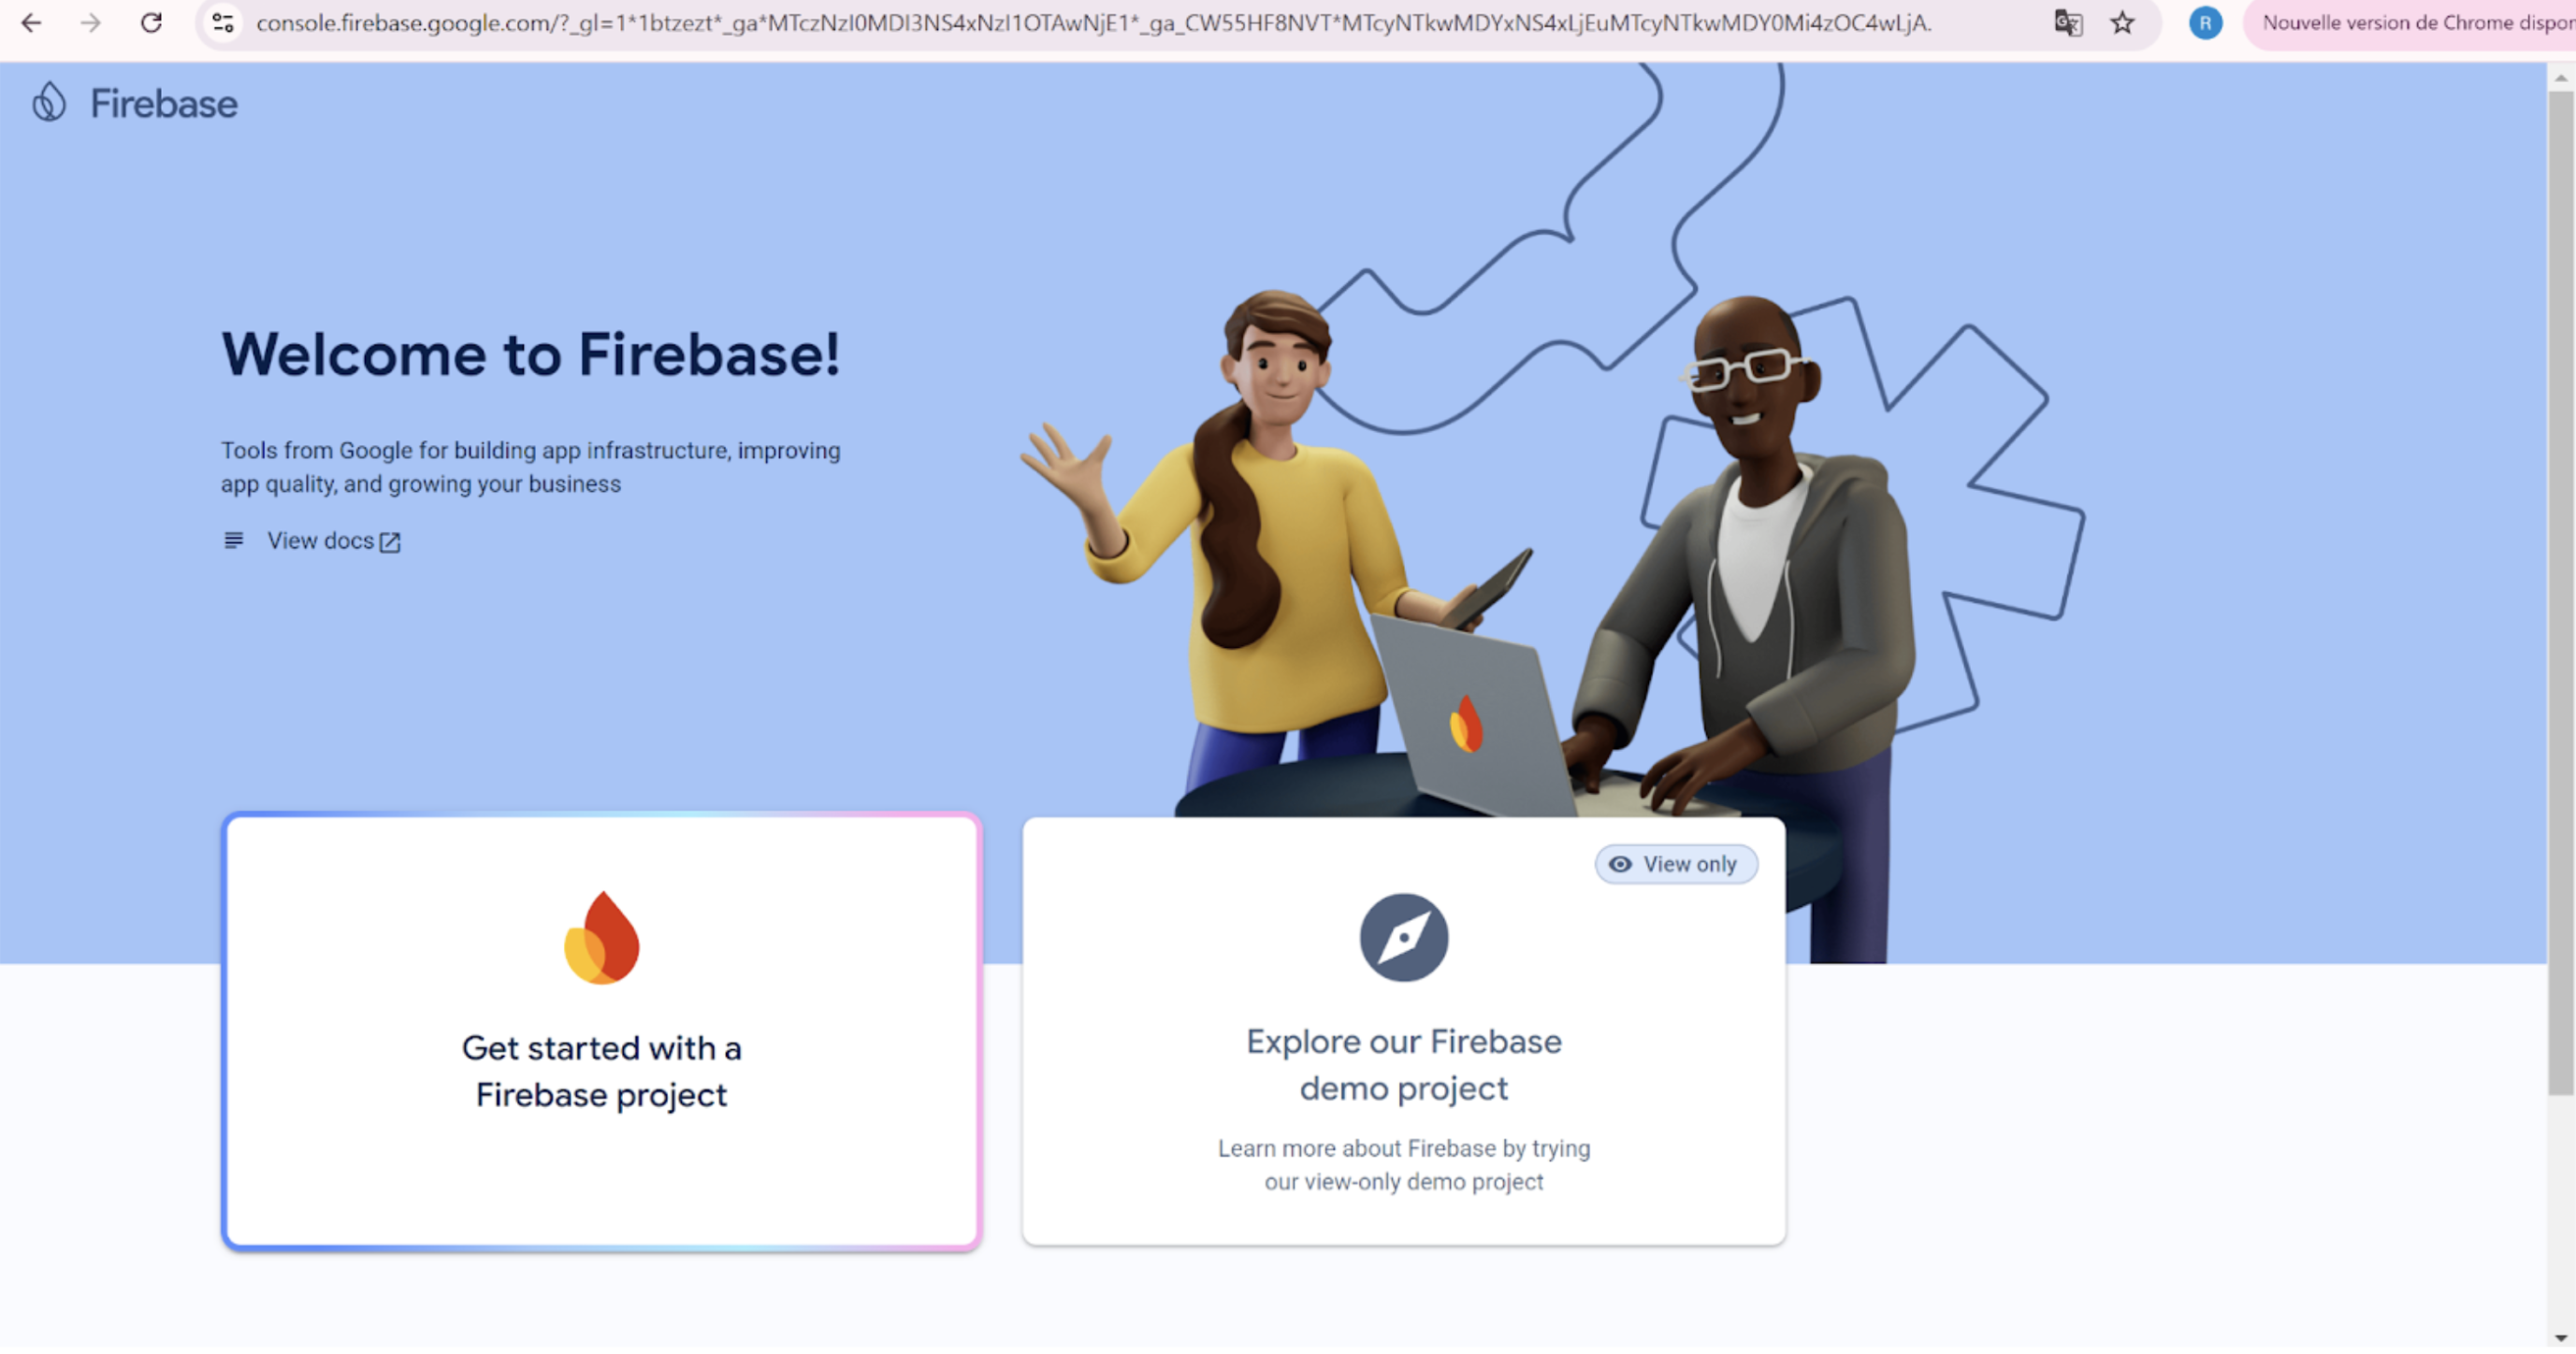 console.firebase.google.com/?_gl=1*1btzezt*_ga*MTczNzI0MDI3NS4xNzI1OTAwNjE1*_ga_CW55HF8NVT*MTcyNTkwMDYxNS4xLjEuMTcyNTkwMDY0Mi4zOC4wLjA.
R
Nouvelle version de Chrome dispon
Firebase
Welcome to Firebase!
Tools from Google for building app infrastructure, improving
app quality, and growing your business
View docs
View only
Get started with a
Firebase project
Explore our Firebase
demo project
Learn more about Firebase by trying
our view-only demo project